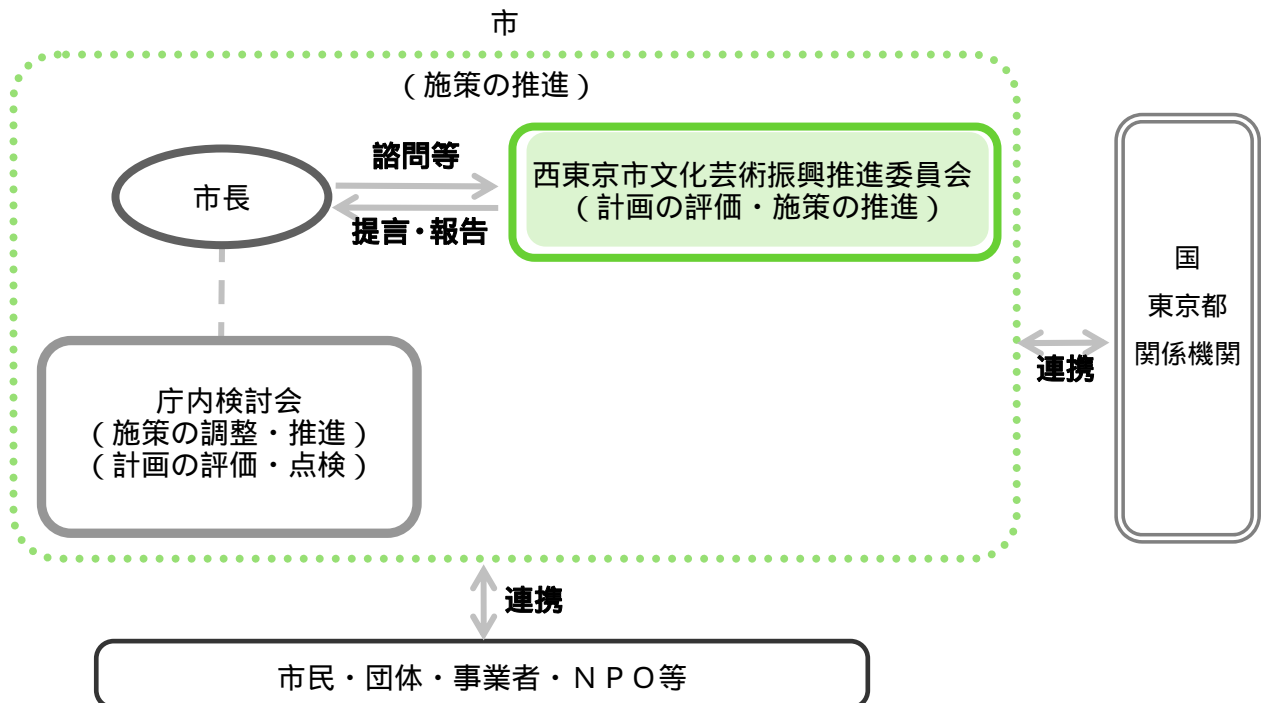 市
(施策の推進)
諮問等
市長
提言・報告
西東京市文化芸術振興推進委員会
(計画の評価・施策の推進)
国
東京都
関係機関
連携
庁内検討会
(施策の調整・推進)
(計画の評価・点検)
連携
市民・団体・事業者・ＮＰＯ等